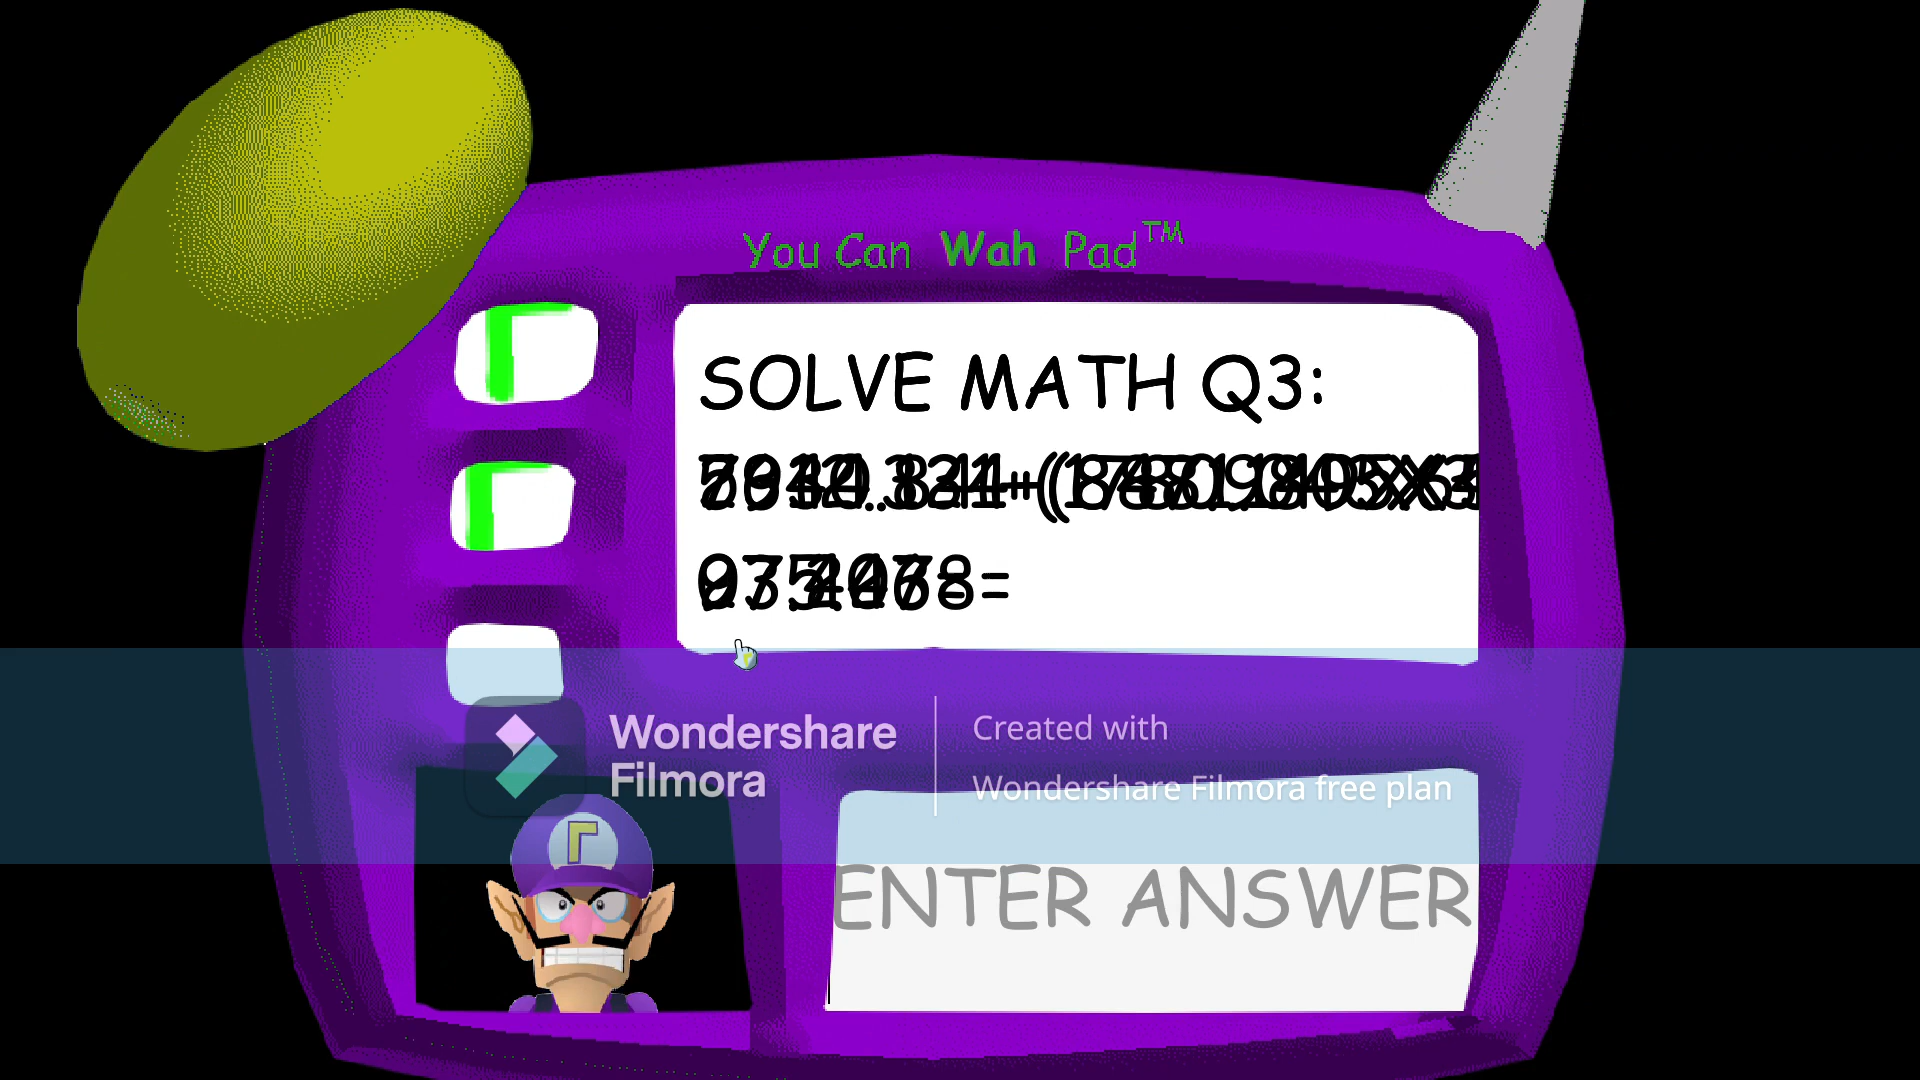 You Can Wah Pad™
SOLVE MATH Q3:
Wondershare
Filmora
Created with
Wondershare Filmora free plan
ENTER ANSWER